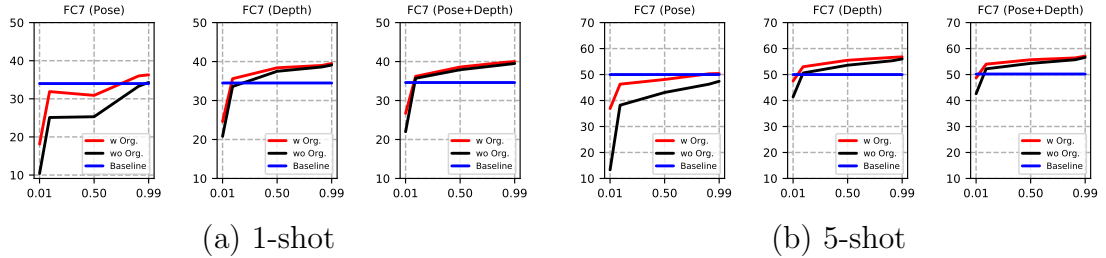 FC7 (Pose)
50
40
30
20
10
0.01 0.50 0.99
w Org.
wo Org.
Baseline
FC7 (Depth)
50
40
30
20
10
0.01 0.50 0.99
w Org.
wo Org.
Baseline
FC7 (Pose+Depth)
50
40
30
20
10
0.01 0.50 0.99
w Org.
wo Org.
Baseline
(a) 1-shot
FC7 (Pose)
70
60
50
40
30
20
10
0.01 0.50 0.99
w Org.
wo Org.
Baseline
FC7 (Depth)
70
60
50
40
30
20
10
0.01 0.50 0.99
w Org.
wo Org.
Baseline
FC7 (Pose+Depth)
70
60
50
40
30
20
10
0.01 0.50 0.99
w Org.
wo Org.
Baseline
(b) 5-shot